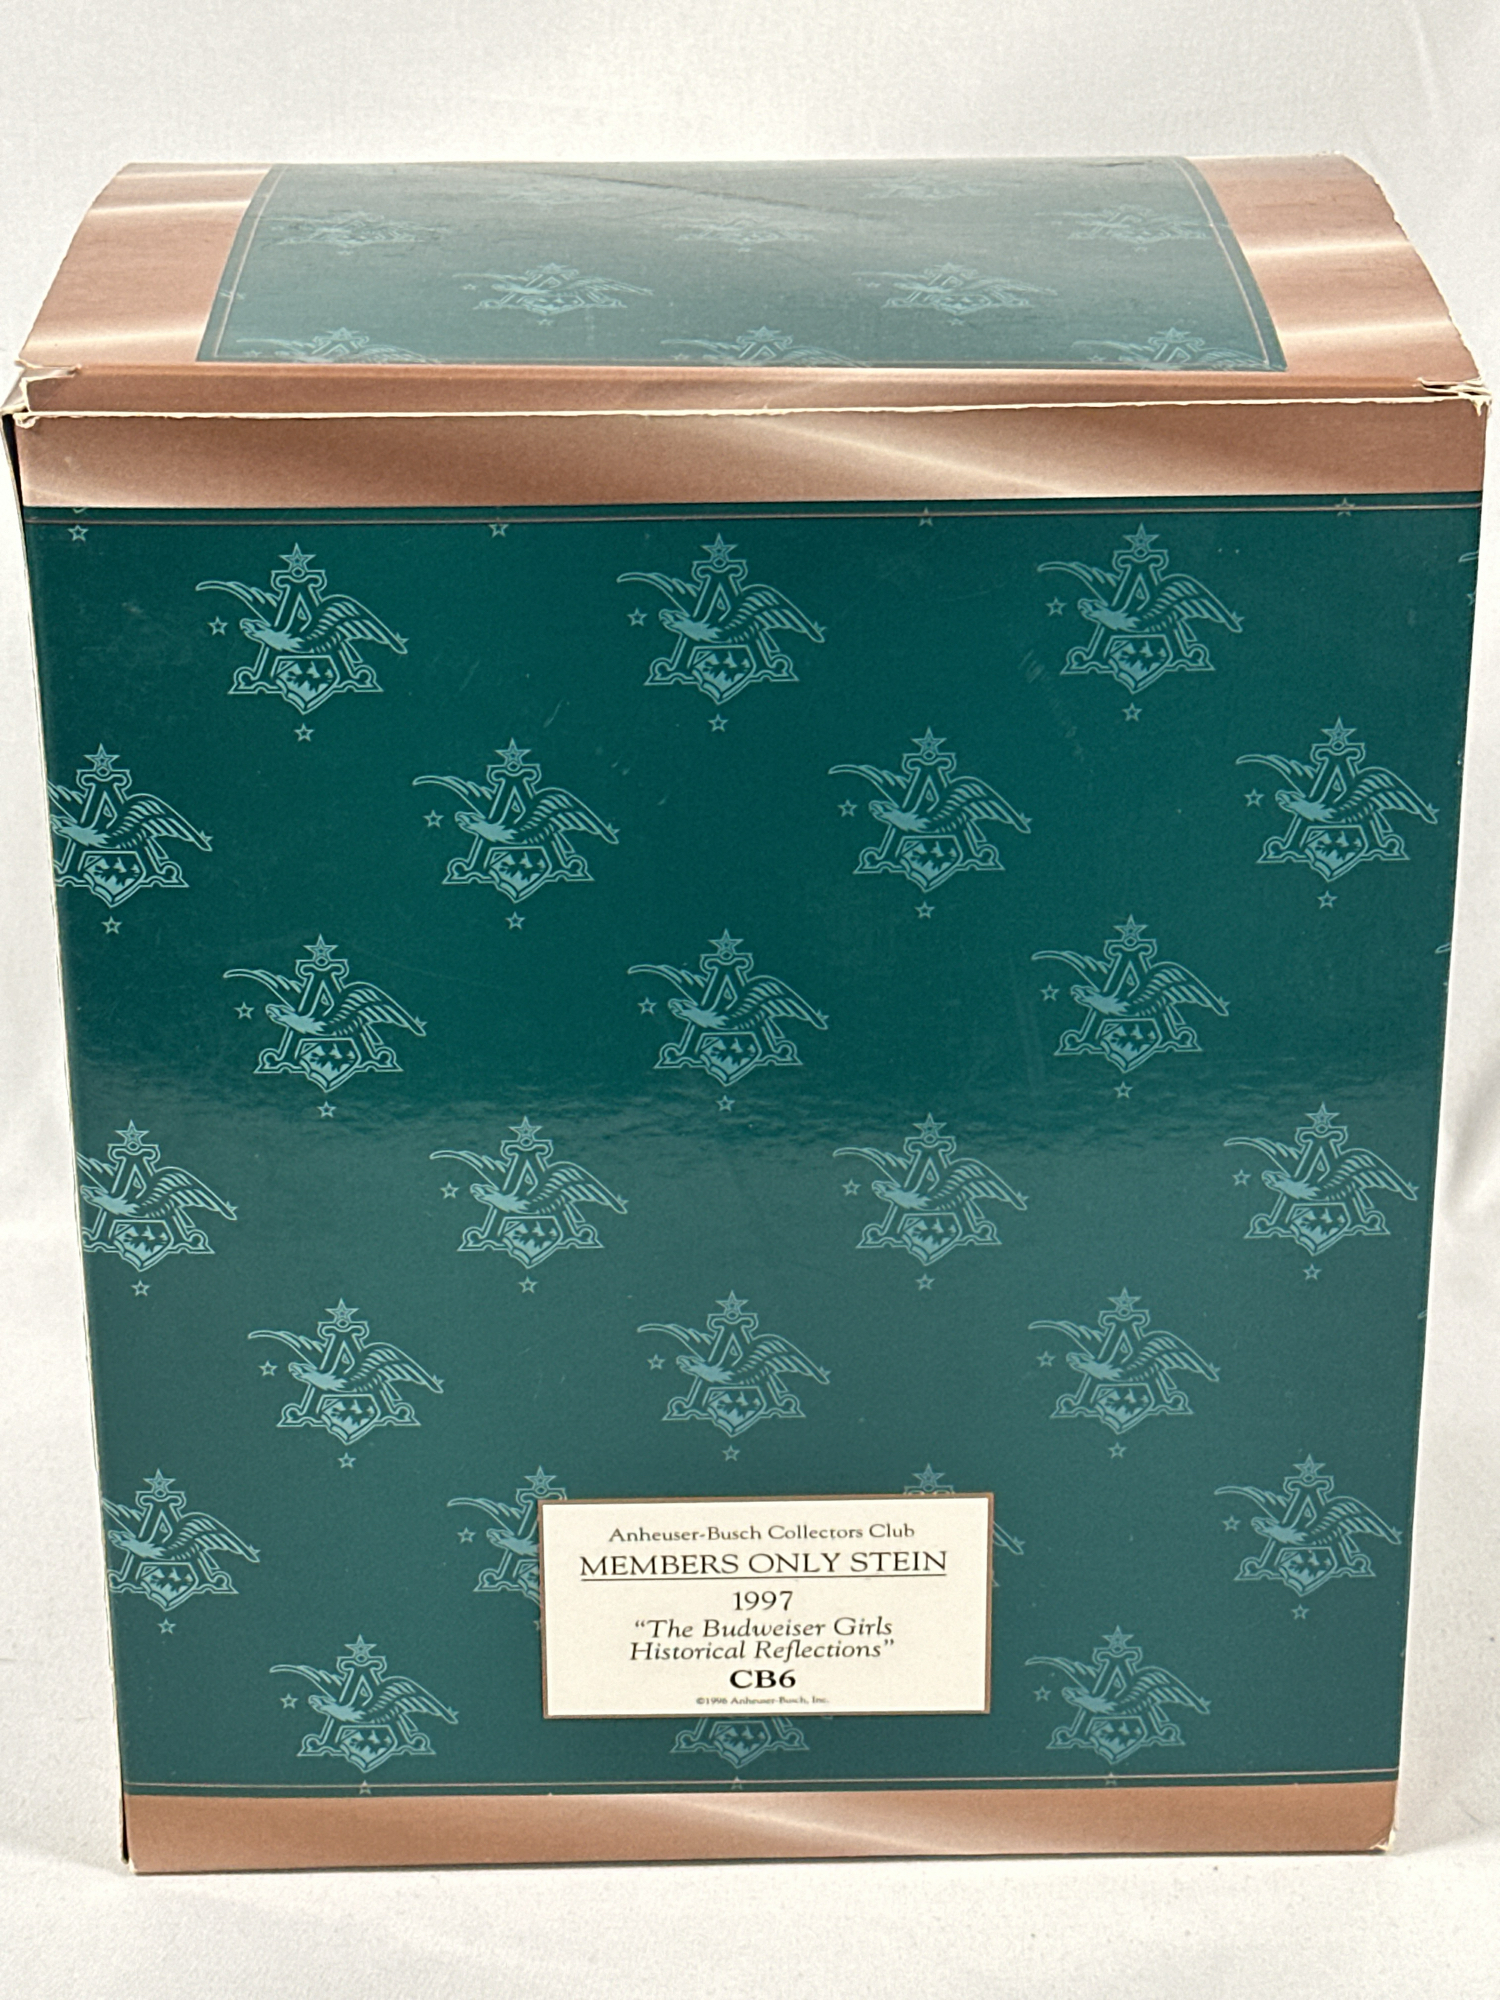 Anheuser-Busch Collectors Club
MEMBERS ONLY STEIN
1997
“The Budweiser Girls
Historical Reflections”
CB6
©1996 Anheuser-Busch, Inc.